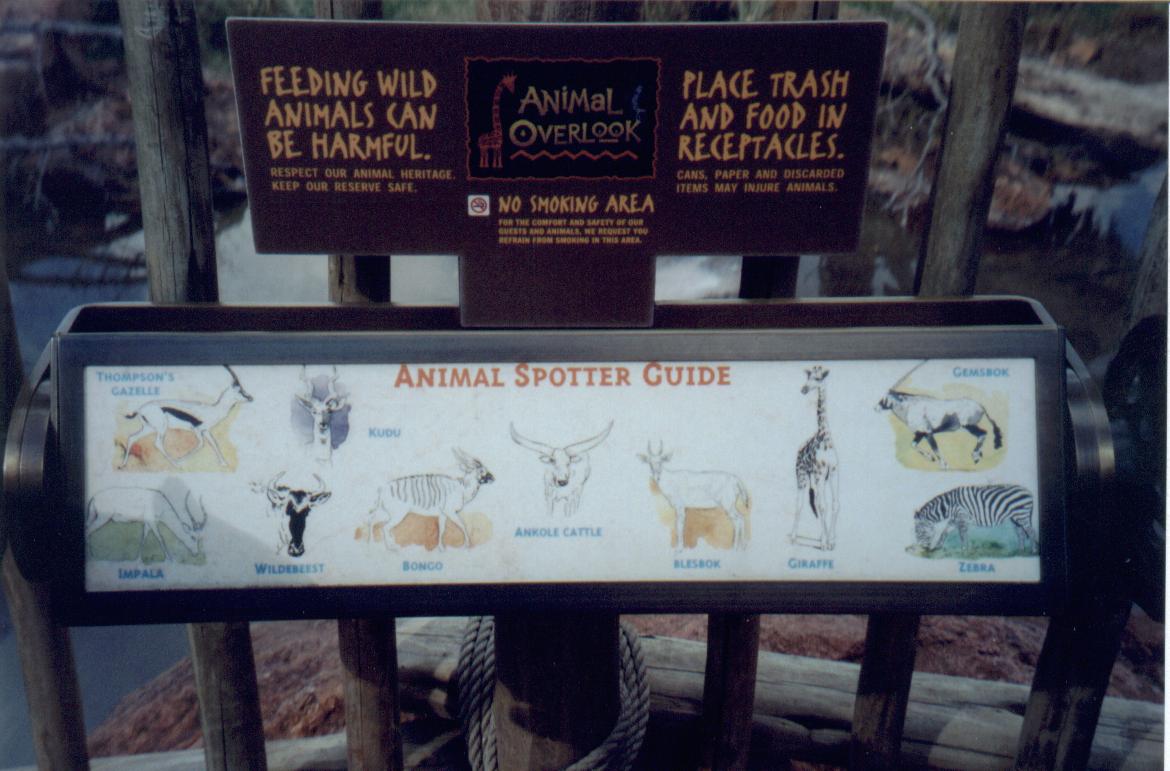 FEEDING WILD
ANIMALS CAN
BE HARMFUL.
RESPECT OUR ANIMAL HERITAGE.
KEEP OUR RESERVE SAFE.
ANIMAL
OVERLOOK
NO SMOKING AREA
FOR THE COMFORT AND SAFETY OF OUR
GUESTS AND ANIMALS, WE REQUEST YOU
REFRAIN FROM SMOKING IN THIS AREA.
PLACE TRASH
AND FOOD IN
RECEPTACLES.
CANS, PAPER AND DISCARDED
ITEMS MAY INJURE ANIMALS.
ANIMAL SPOTTER GUIDE
THOMPSON'S
GAZELLE
KUDU
GEMSBOK
IMPALA
WILDEBEEST
BONGO
ANKOLE CATTLE
BLESBOK
GIRAFFE
ZEBRA